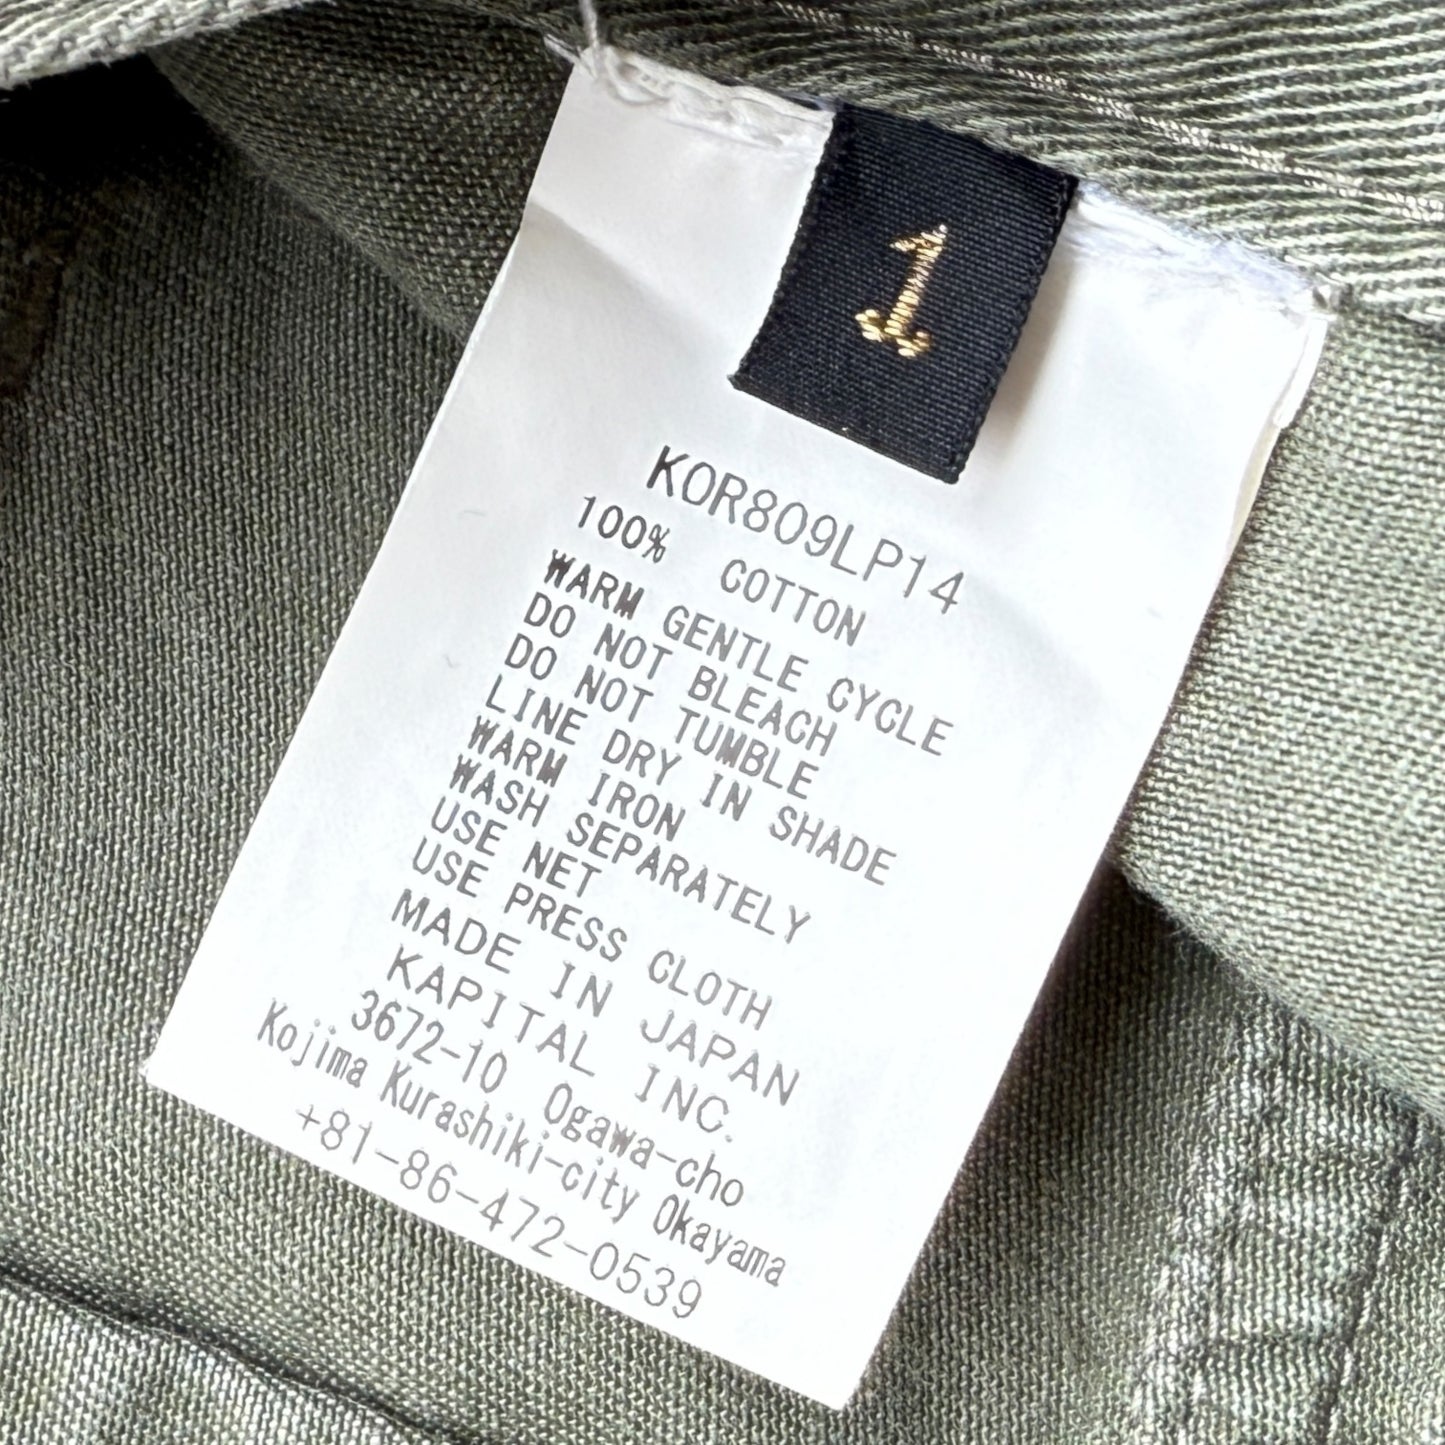 1
KOR809LP14
100% COTTON
WARM GENTLE CYCLE
DO NOT BLEACH
DO NOT TUMBLE
LINE DRY IN SHADE
WARM IRON
WASH SEPARATELY
USE NET
USE PRESS CLOTH
MADE IN JAPAN
KAPITAL INC.
3672-10 Ogawa-cho
Kojima Kurashiki-city Okayama
+81-86-472-0539